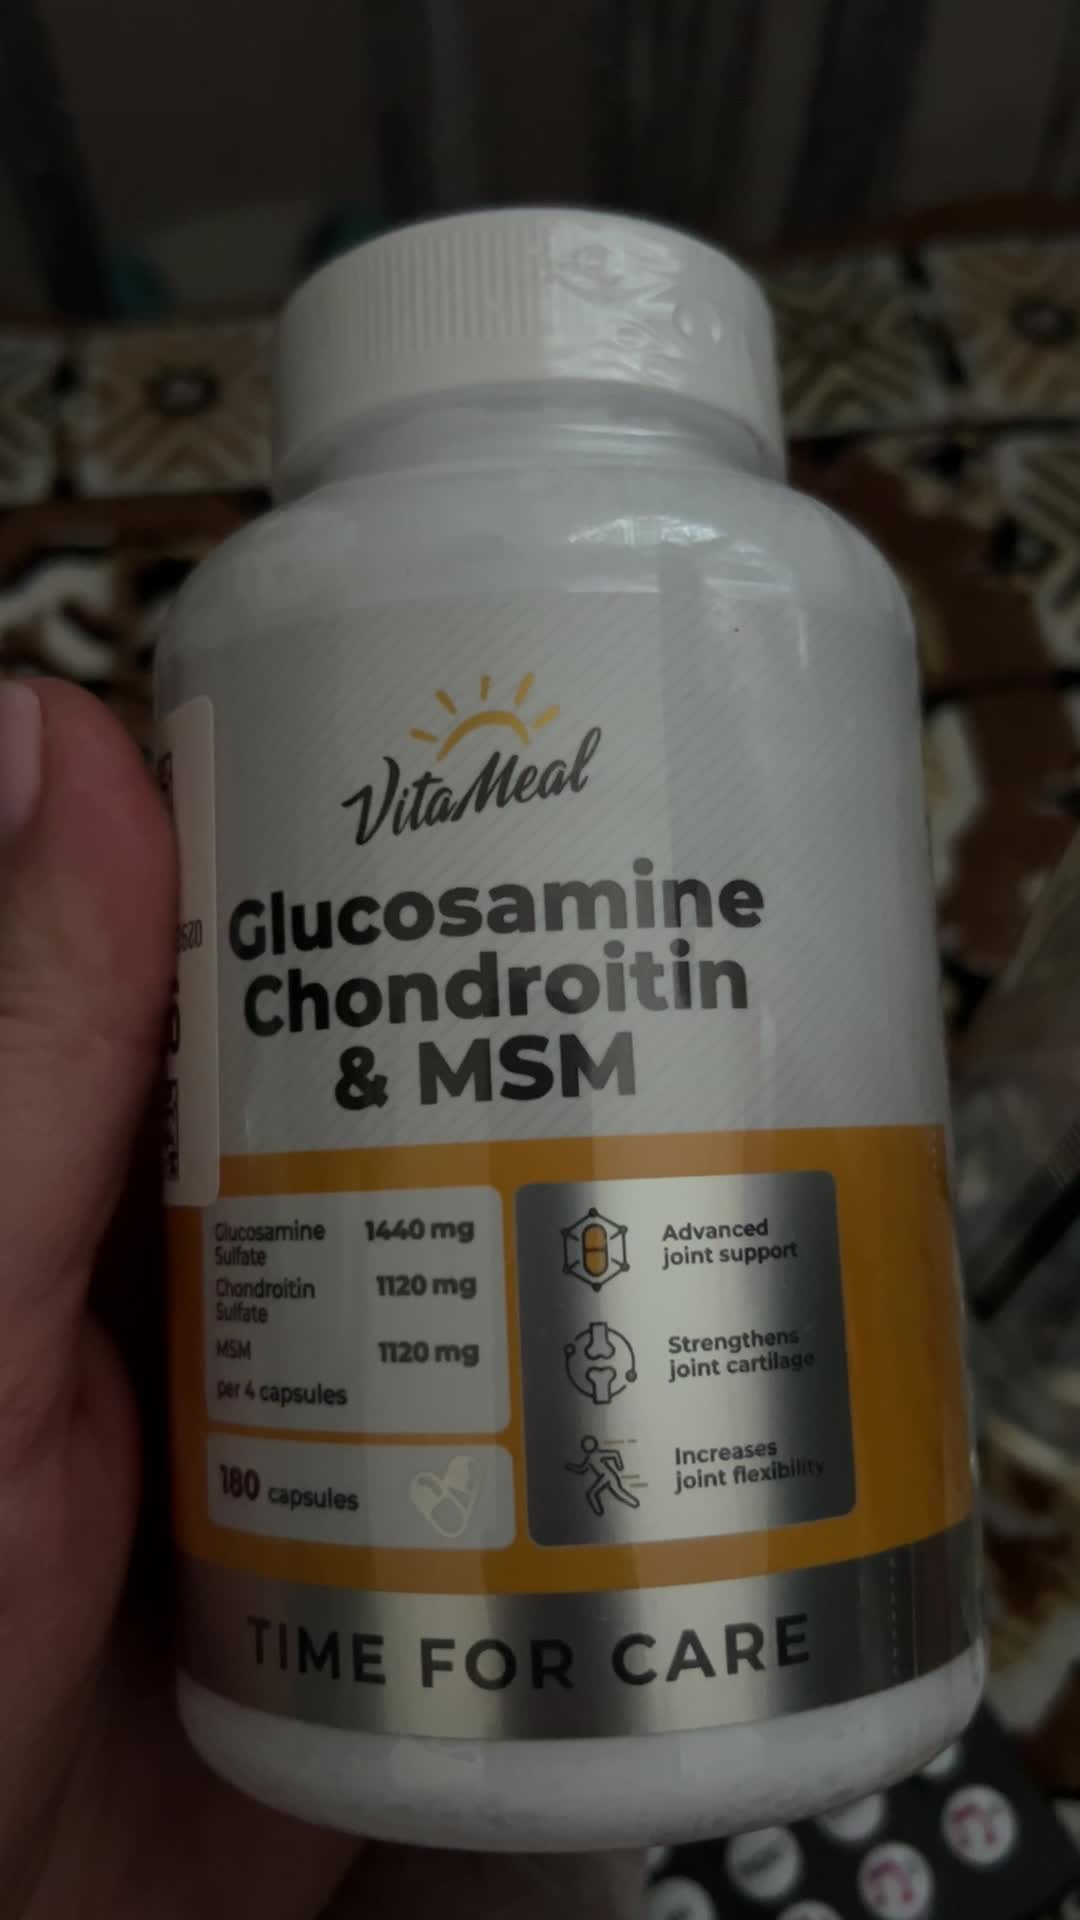 VitaMeal
Glucosamine
Chondroitin
& MSM
Glucosamine 1440 mg
Sulfate
Chondroitin 1120 mg
Sulfate
MSM 1120 mg
per 4 capsules
180 capsules
Advanced
joint support
Strengthens
joint cartilage
Increases
joint flexibility
TIME FOR CARE